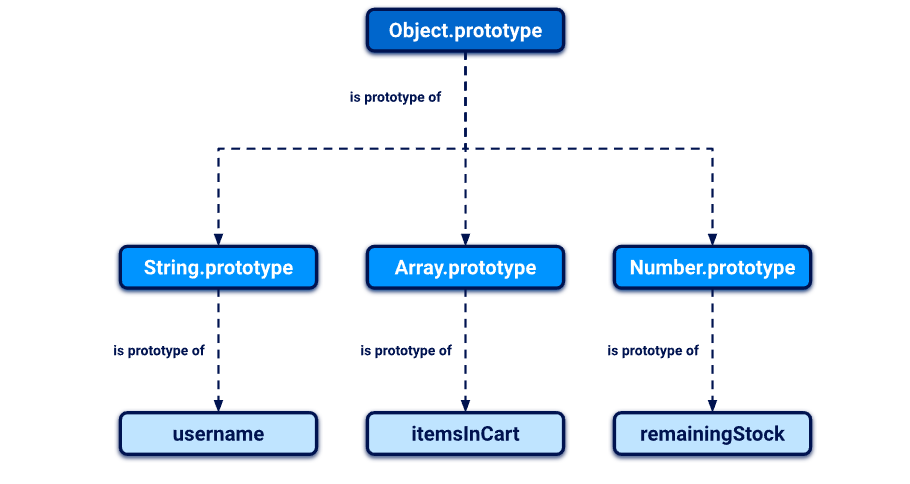 Object.prototype
is prototype of
String.prototype
Array.prototype
Number.prototype
is prototype of
is prototype of
is prototype of
username
itemsInCart
remainingStock